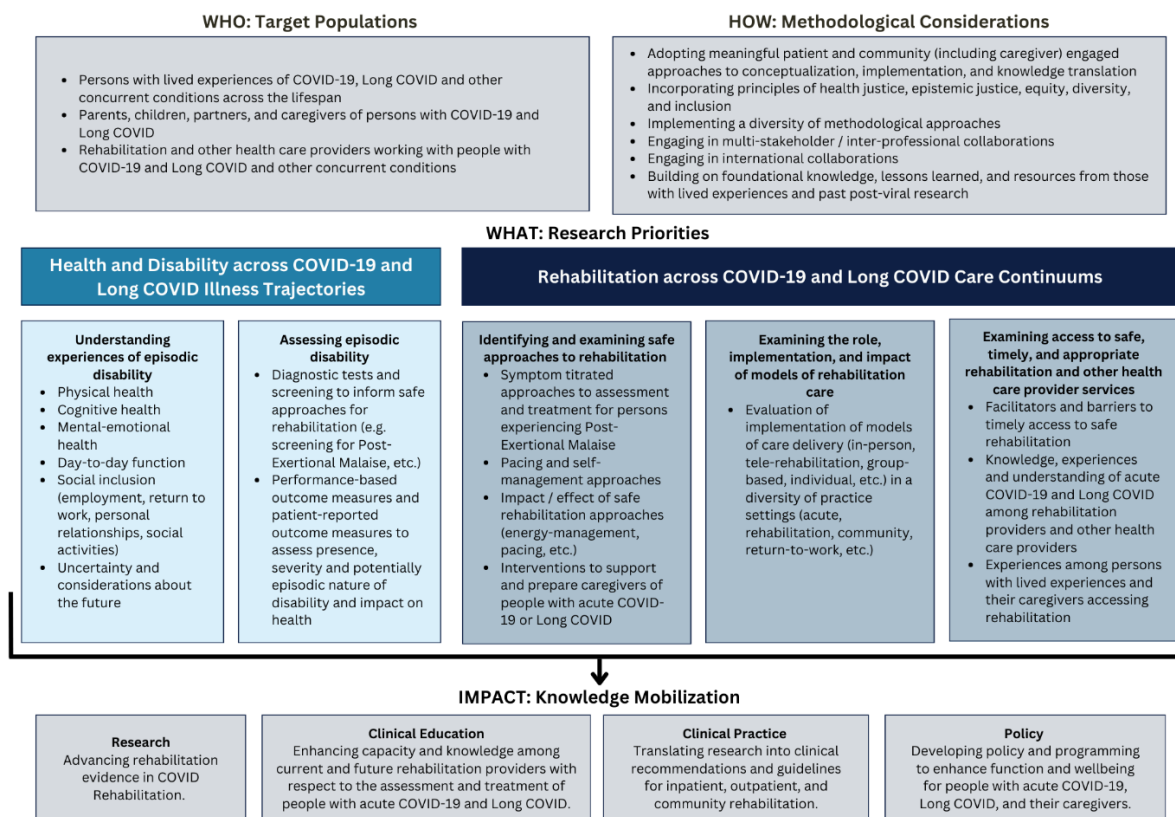 WHO: Target Populations
• Persons with lived experiences of COVID-19, Long COVID and other
concurrent conditions across the lifespan
• Parents, children, partners, and caregivers of persons with COVID-19 and
Long COVID
• Rehabilitation and other health care providers working with people with
COVID-19 and Long COVID and other concurrent conditions
HOW: Methodological Considerations
• Adopting meaningful patient and community (including caregiver) engaged
approaches to conceptualization, implementation, and knowledge translation
• Incorporating principles of health justice, epistemic justice, equity, diversity,
and inclusion
• Implementing a diversity of methodological approaches
• Engaging in multi-stakeholder / inter-professional collaborations
• Engaging in international collaborations
• Building on foundational knowledge, lessons learned, and resources from those
with lived experiences and past post-viral research
WHAT: Research Priorities
Health and Disability across COVID-19 and
Long COVID Illness Trajectories
Rehabilitation across COVID-19 and Long COVID Care Continuums
Understanding
experiences of episodic
disability
• Physical health
• Cognitive health
• Mental-emotional
health
• Day-to-day function
• Social inclusion
(employment, return to
work, personal
relationships, social
activities)
• Uncertainty and
considerations about
the future
Assessing episodic
disability
• Diagnostic tests and
screening to inform safe
approaches for
rehabilitation (e.g.
screening for Post-
Exertional Malaise, etc.)
• Performance-based
outcome measures and
patient-reported
outcome measures to
assess presence,
severity and potentially
episodic nature of
disability and impact on
health
Identifying and examining safe
approaches to rehabilitation
• Symptom titrated
approaches to assessment
and treatment for persons
experiencing Post-
Exertional Malaise
• Pacing and self-
management approaches
• Impact / effect of safe
rehabilitation approaches
(energy-management,
pacing, etc.)
• Interventions to support
and prepare caregivers of
people with acute COVID-
19 or Long COVID
Examining the role,
implementation, and impact
of models of rehabilitation
care
• Evaluation of
implementation of models
of care delivery (in-person,
tele-rehabilitation, group-
based, individual, etc.) in a
diversity of practice
settings (acute,
rehabilitation, community,
return-to-work, etc.)
Examining access to safe,
timely, and appropriate
rehabilitation and other health
care provider services
• Facilitators and barriers to
timely access to safe
rehabilitation
• Knowledge, experiences
and understanding of acute
COVID-19 and Long COVID
among rehabilitation
providers and other health
care providers
• Experiences among persons
with lived experiences and
their caregivers accessing
rehabilitation
IMPACT: Knowledge Mobilization
Research
Advancing rehabilitation
evidence in COVID
Rehabilitation.
Clinical Education
Enhancing capacity and knowledge among
current and future rehabilitation providers with
respect to the assessment and treatment of
people with acute COVID-19 and Long COVID.
Clinical Practice
Translating research into clinical
recommendations and guidelines
for inpatient, outpatient, and
community rehabilitation.
Policy
Developing policy and programming
to enhance function and wellbeing
for people with acute COVID-19,
Long COVID, and their caregivers.